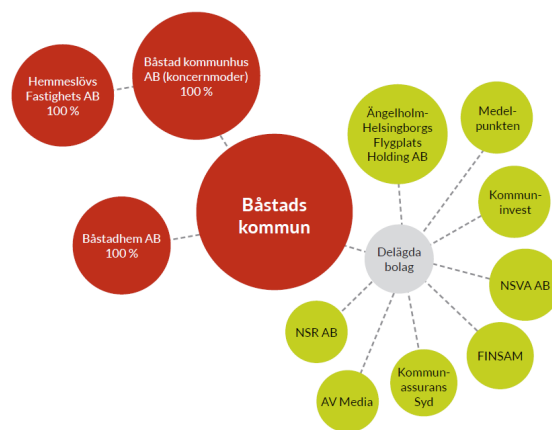 Båstad kommunhus
AB (koncernmoder)
100 %
Hemmeslövs
Fastighets AB
100 %
Båstads
kommun
Båstadhem AB
100 %
Ängelholm-
Helsingborgs
Flygplats
Holding AB
Medel-
punkten
Kommun-
invest
Delägda
bolag
NSVA AB
NSR AB
FINSAM
AV Media
Kommun-
assurans
Syd